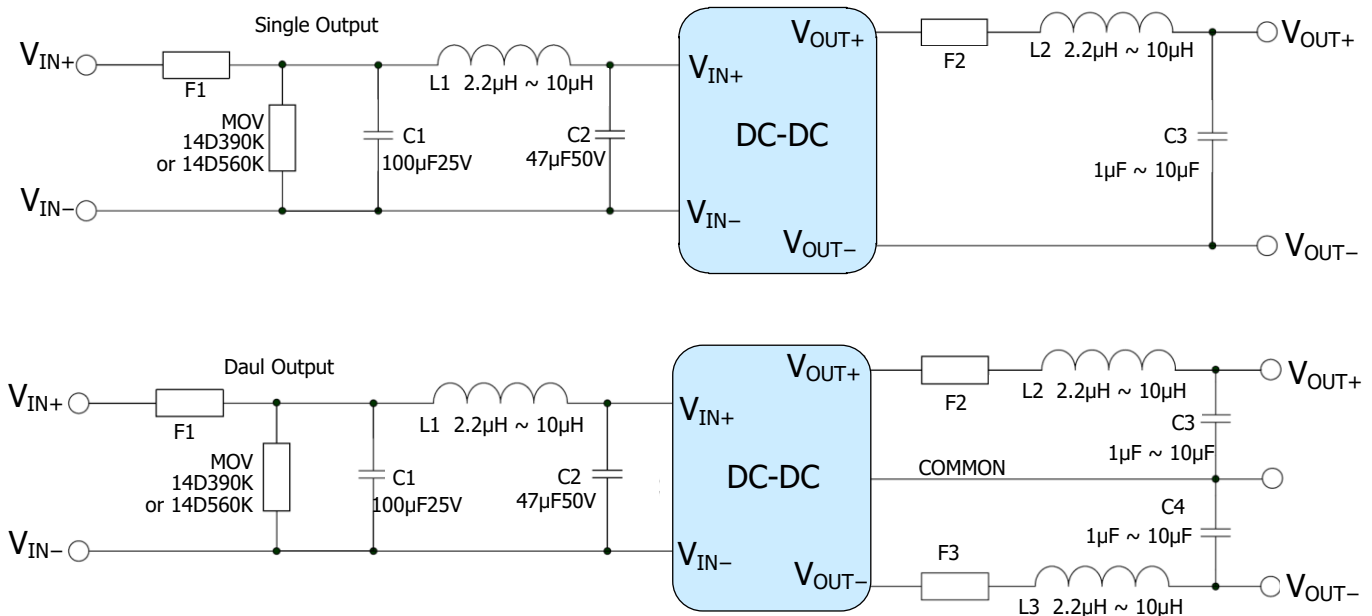 Single Output
VIN+
F1
MOV
14D390K
or 14D560K
C1
100µF25V
L1 2.2µH ~ 10µH
C2
47µF50V
VIN−
VIN+
DC-DC
VIN−
VOUT+
VOUT−
F2
L2 2.2µH ~ 10µH
C3
1µF ~ 10µF
VOUT+
VOUT−
Daul Output
VIN+
F1
MOV
14D390K
or 14D560K
C1
100µF25V
L1 2.2µH ~ 10µH
C2
47µF50V
VIN−
VIN+
DC-DC
VIN−
VOUT+
VOUT−
F2
L2 2.2µH ~ 10µH
C3
1µF ~ 10µF
COMMON
C4
1µF ~ 10µF
F3
L3 2.2µH ~ 10µH
VOUT+
VOUT−